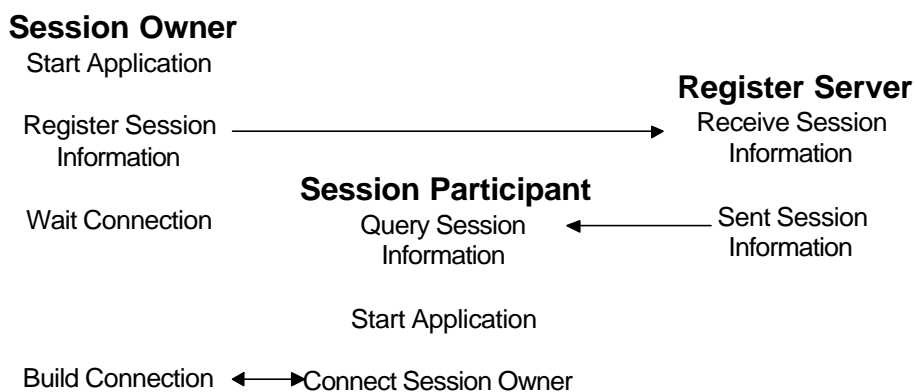 Session Owner
Start Application
Register Server
Register Session
Information
Receive Session
Information
Session Participant
Wait Connection
Query Session
Information
Sent Session
Information
Start Application
Build Connection
Connect Session Owner